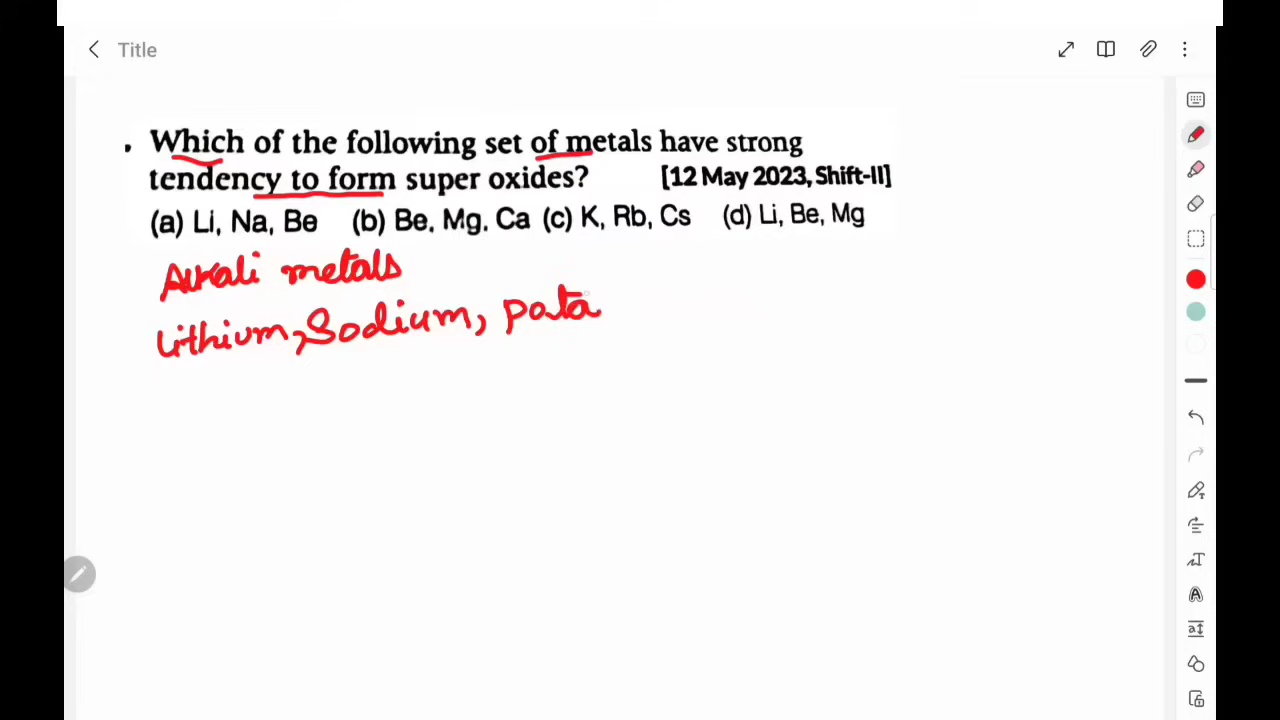 Title
. Which of the following set of metals have strong
tendency to form super oxides? [12 May 2023, Shift-II]
(a) Li, Na, Be (b) Be, Mg, Ca (c) K, Rb, Cs (d) Li, Be, Mg
Alkali metals
Lithium, Sodium, pota